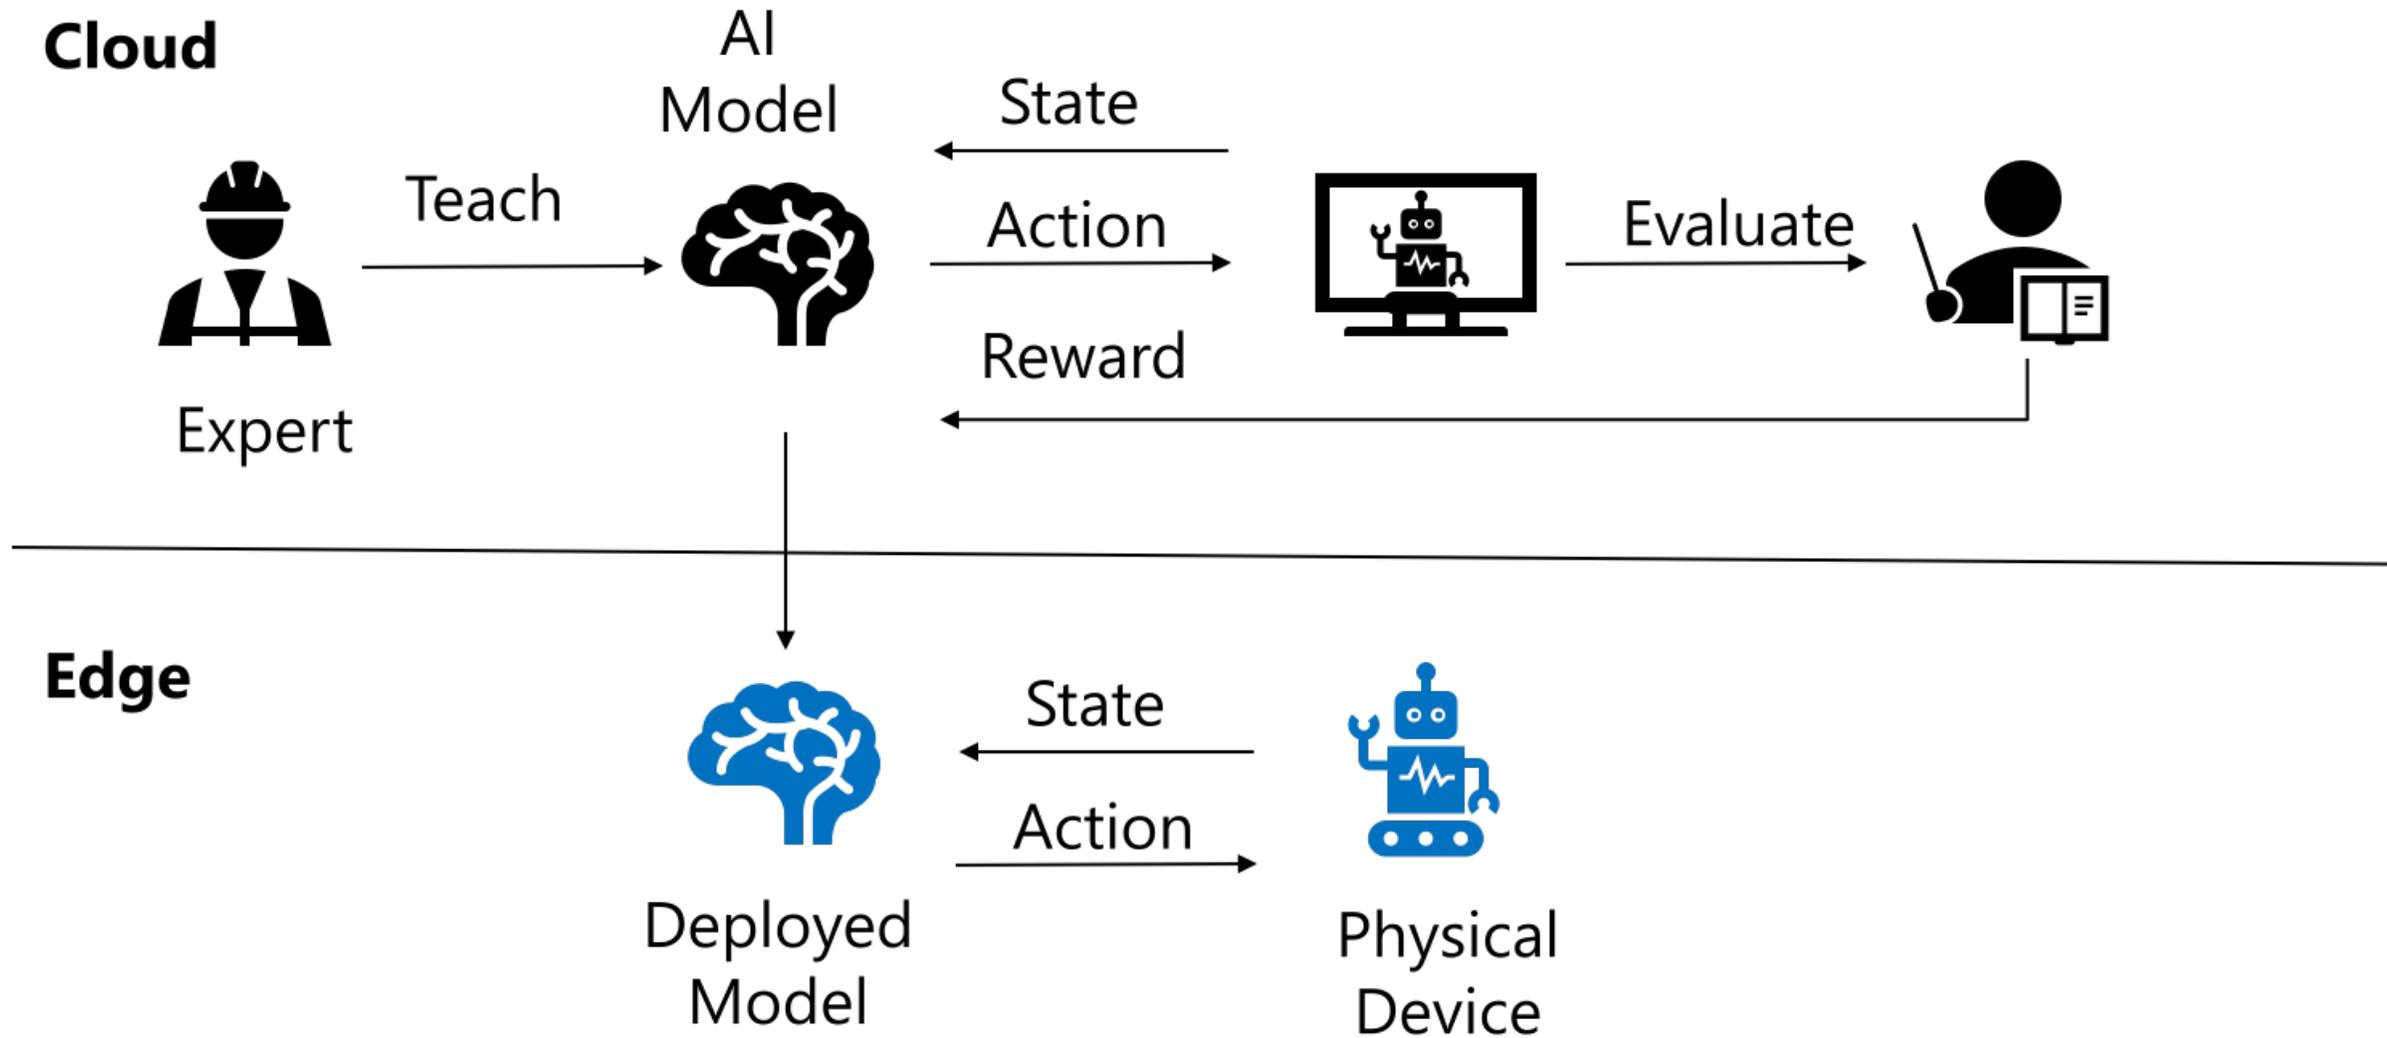 Cloud
AI
Model
State
Teach
Action
Evaluate
Reward
Expert
Edge
State
Action
Deployed
Model
Physical
Device